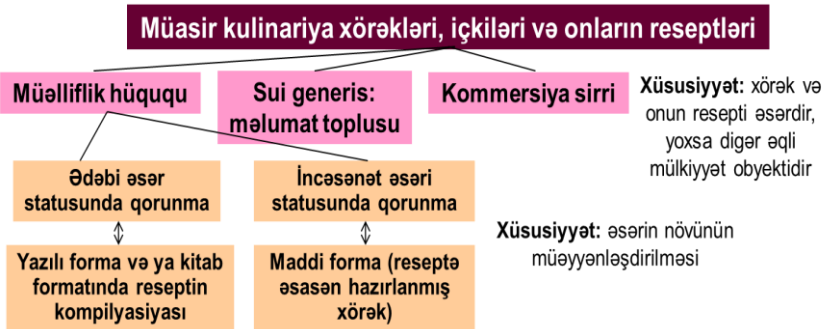 Müasir kulinariya xörəkləri, içkiləri və onların reseptləri
Müəlliflik hüququ
Sui generis:
məlumat toplusu
Kommersiya sirri
Xüsusiyyət: xörək və
onun resepti əsərdir,
yoxsa digər əqli
mülkiyyət obyektidir
Ədəbi əsər
statusunda qorunma
İncəsənət əsəri
statusunda qorunma
Xüsusiyyət: əsərin növünün
müəyyənləşdirilməsi
Yazılı forma və ya kitab
formatında reseptin
kompilyasiyası
Maddi forma (reseptə
əsasən hazırlanmış
xörək)